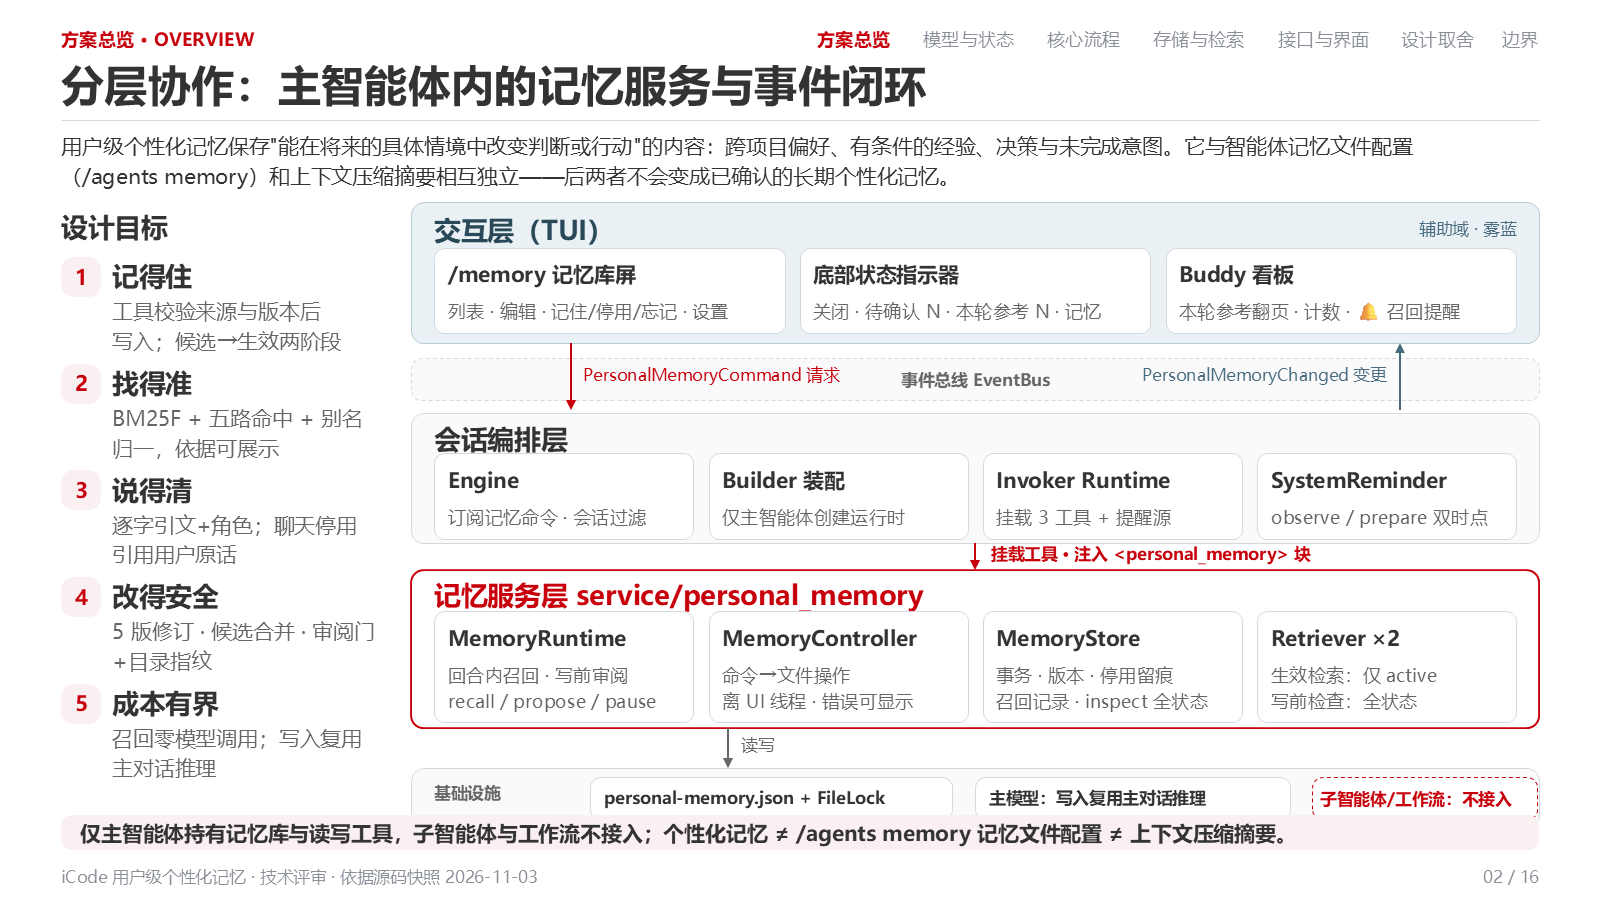 方案总览 • OVERVIEW
方案总览 模型与状态 核心流程 存储与检索 接口与界面 设计取舍 边界
分层协作：主智能体内的记忆服务与事件闭环
用户级个性化记忆保存"能在将来的具体情境中改变判断或行动"的内容：跨项目偏好、有条件的经验、决策与未完成意图。它与智能体记忆文件配置
（/agents memory）和上下文压缩摘要相互独立——后两者不会变成已确认的长期个性化记忆。
设计目标
1 记得住
工具校验来源与版本后
写入；候选→生效两阶段
2 找得准
BM25F + 五路命中 + 别名
归一，依据可展示
3 说得清
逐字引文+角色；聊天停用
引用用户原话
4 改得安全
5 版修订 · 候选合并 · 审阅门
+目录指纹
5 成本有界
召回零模型调用；写入复用
主对话推理
交互层（TUI）
辅助域 · 雾蓝
/memory 记忆库屏
列表 · 编辑 · 记住/停用/忘记 · 设置
底部状态指示器
关闭 · 待确认 N · 本轮参考 N · 记忆
Buddy 看板
本轮参考翻页 · 计数 · 🔔 召回提醒
PersonalMemoryCommand 请求
事件总线 EventBus
PersonalMemoryChanged 变更
会话编排层
Engine
订阅记忆命令 · 会话过滤
Builder 装配
仅主智能体创建运行时
Invoker Runtime
挂载 3 工具 + 提醒源
SystemReminder
observe / prepare 双时点
挂载工具 • 注入 <personal_memory> 块
记忆服务层 service/personal_memory
MemoryRuntime
回合内召回 · 写前审阅
recall / propose / pause
MemoryController
命令→文件操作
离 UI 线程 · 错误可显示
MemoryStore
事务 · 版本 · 停用留痕
召回记录 · inspect 全状态
Retriever ×2
生效检索：仅 active
写前检查：全状态
读写
基础设施
personal-memory.json + FileLock
主模型：写入复用主对话推理
子智能体/工作流：不接入
仅主智能体持有记忆库与读写工具，子智能体与工作流不接入；个性化记忆 ≠ /agents memory 记忆文件配置 ≠ 上下文压缩摘要。
iCode 用户级个性化记忆 · 技术评审 · 依据源码快照 2026-11-03
02 / 16